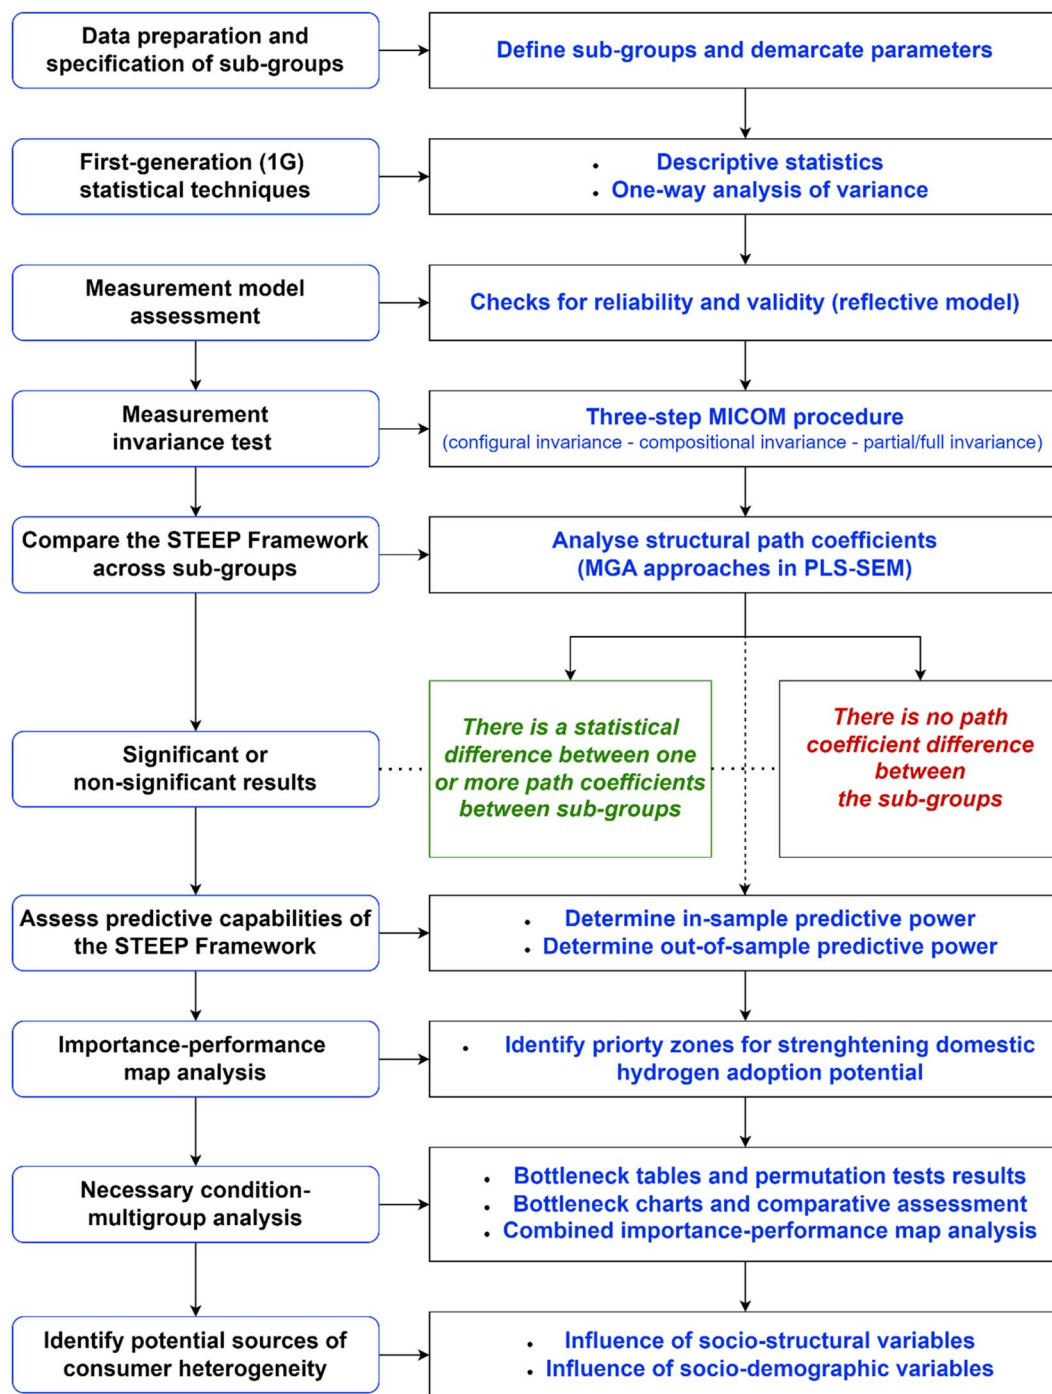 Data preparation and
specification of sub-groups
Define sub-groups and demarcate parameters
First-generation (1G)
statistical techniques
• Descriptive statistics
• One-way analysis of variance
Measurement model
assessment
Checks for reliability and validity (reflective model)
Measurement
invariance test
Three-step MICOM procedure
(configural invariance - compositional invariance - partial/full invariance)
Compare the STEEP Framework
across sub-groups
Analyse structural path coefficients
(MGA approaches in PLS-SEM)
Significant or
non-significant results
There is a statistical
difference between one
or more path coefficients
between sub-groups
There is no path
coefficient difference
between
the sub-groups
Assess predictive capabilities of
the STEEP Framework
• Determine in-sample predictive power
• Determine out-of-sample predictive power
Importance-performance
map analysis
• Identify priorty zones for strenghtening domestic
hydrogen adoption potential
Necessary condition-
multigroup analysis
• Bottleneck tables and permutation tests results
• Bottleneck charts and comparative assessment
• Combined importance-performance map analysis
Identify potential sources of
consumer heterogeneity
• Influence of socio-structural variables
• Influence of socio-demographic variables